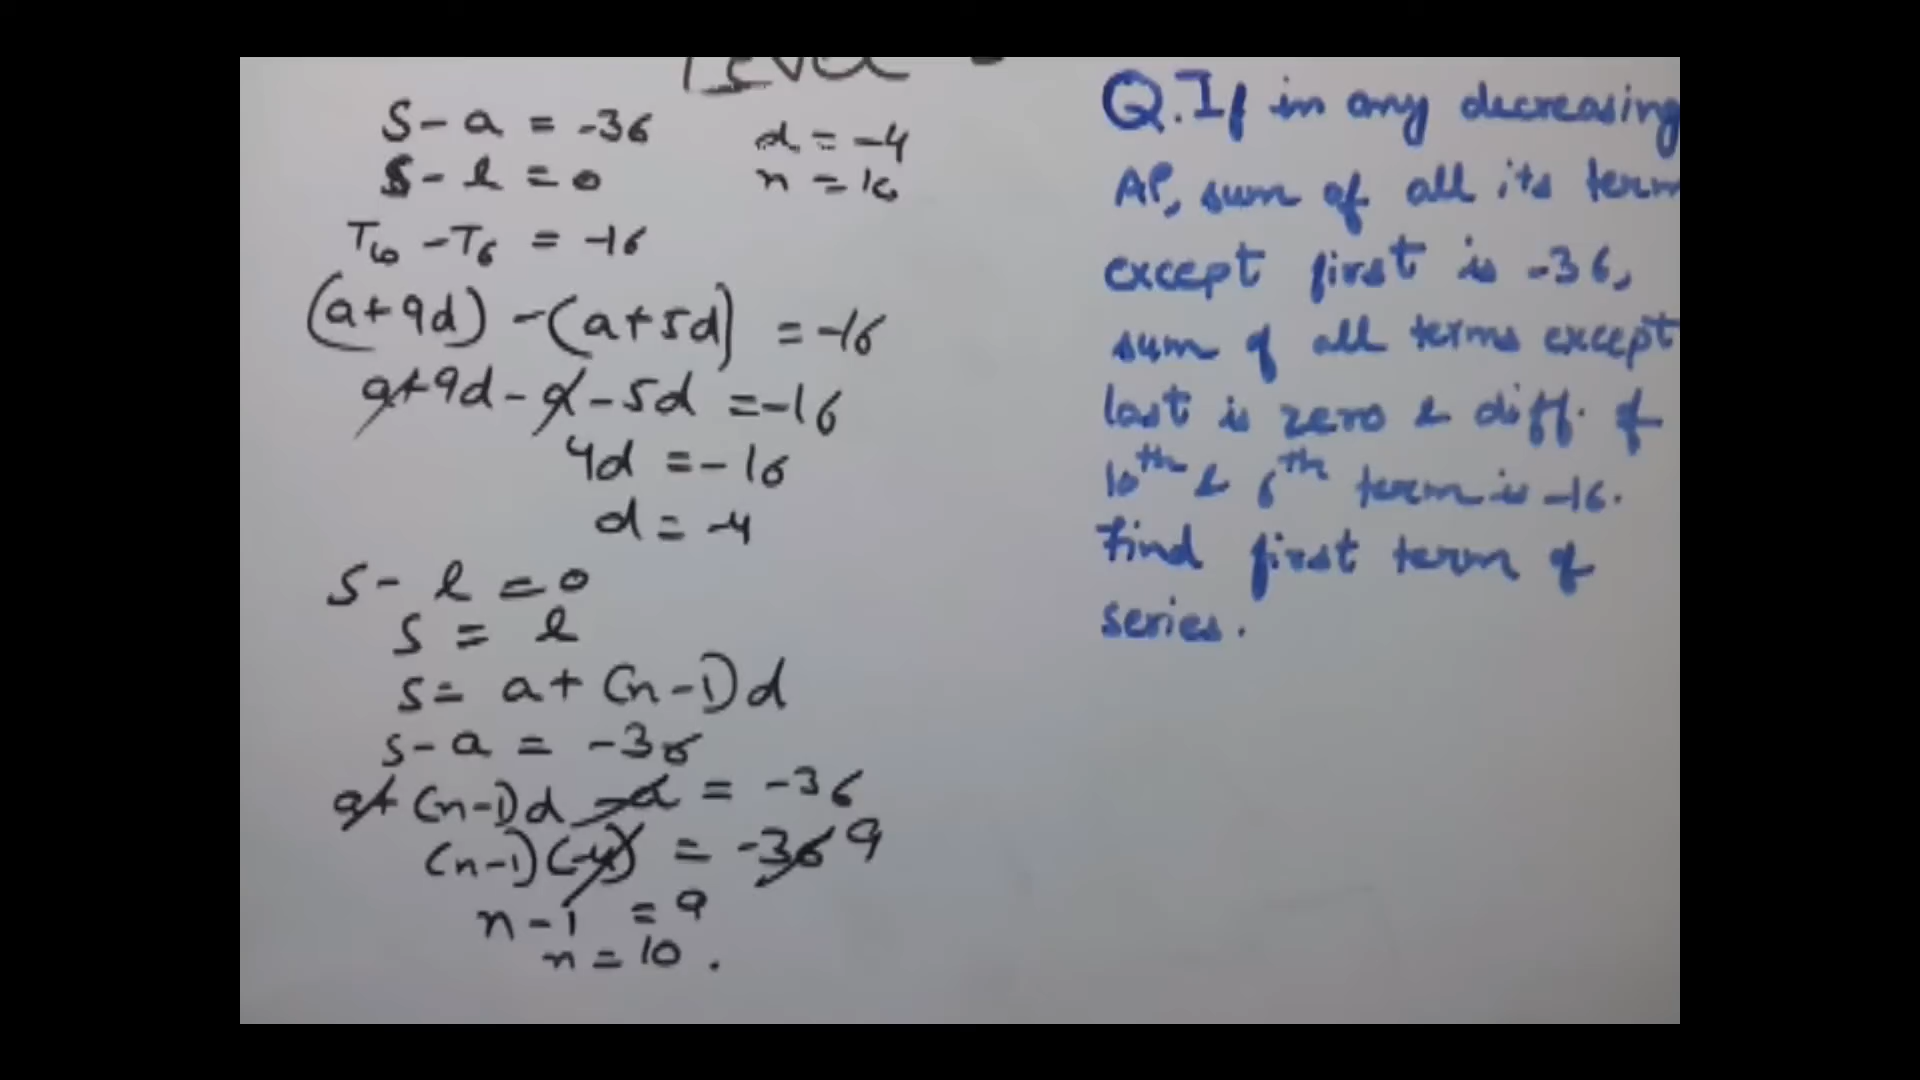 Level
S - a = -36
S - l = 0
d = -4
n = 10
T10 - T6 = -16
(a+9d) - (a+5d) = -16
a+9d - a - 5d = -16
4d = -16
d = -4
S - l = 0
S = l
S = a + (n-1)d
S - a = -36
a + (n-1)d - a = -36
(n-1)(-4) = -36 9
n - 1 = 9
n = 10.
Q. If in any decreasing
AP, sum of all its term
except first is -36,
sum of all terms except
last is zero & diff. of
10th & 6th term is -16.
Find first term of
series.